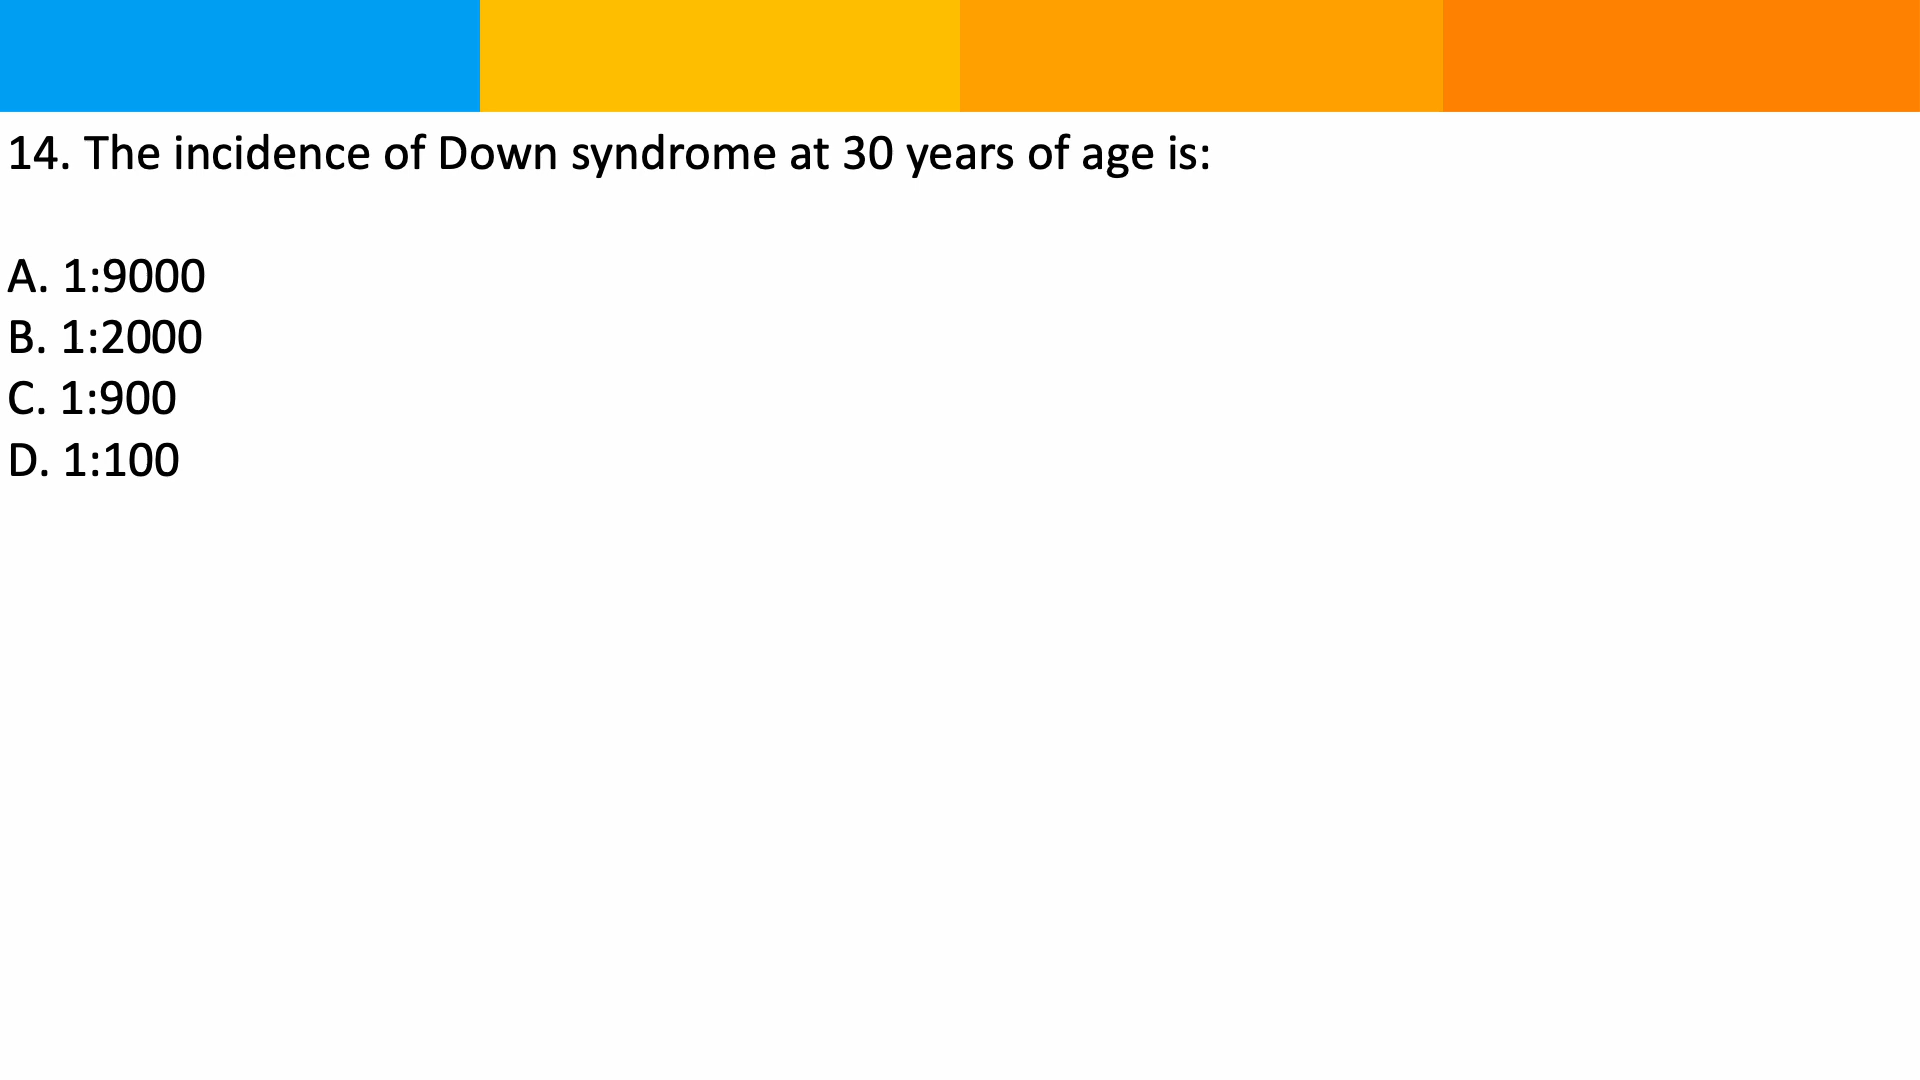 14. The incidence of Down syndrome at 30 years of age is:
A. 1:9000
B. 1:2000
C. 1:900
D. 1:100